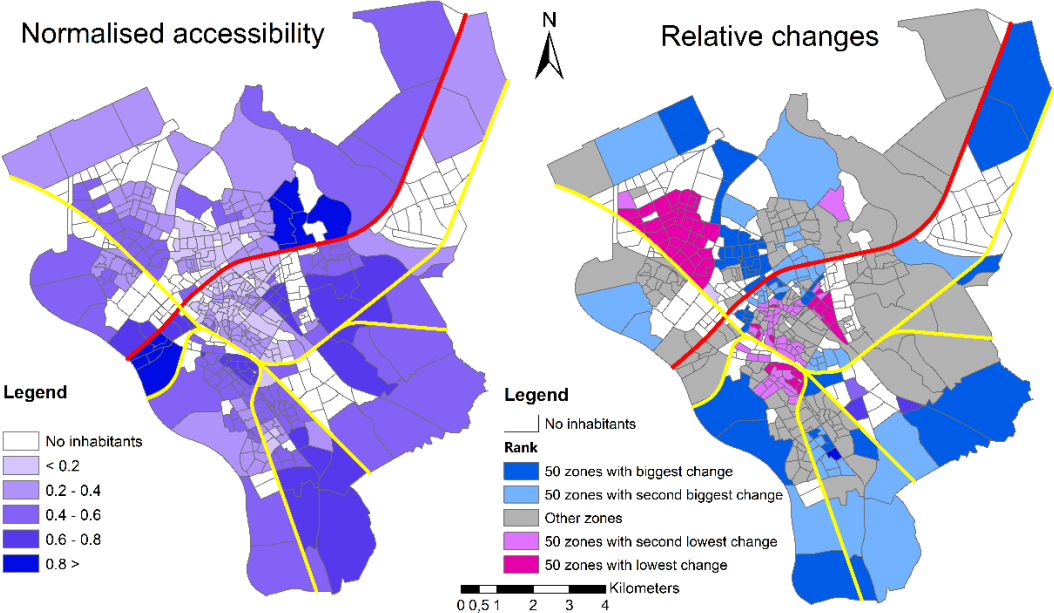 Normalised accessibility
N
Relative changes
Legend
No inhabitants
< 0.2
0.2 - 0.4
0.4 - 0.6
0.6 - 0.8
0.8 >
Legend
No inhabitants
Rank
50 zones with biggest change
50 zones with second biggest change
Other zones
50 zones with second lowest change
50 zones with lowest change
Kilometers
0 0,5 1 2 3 4